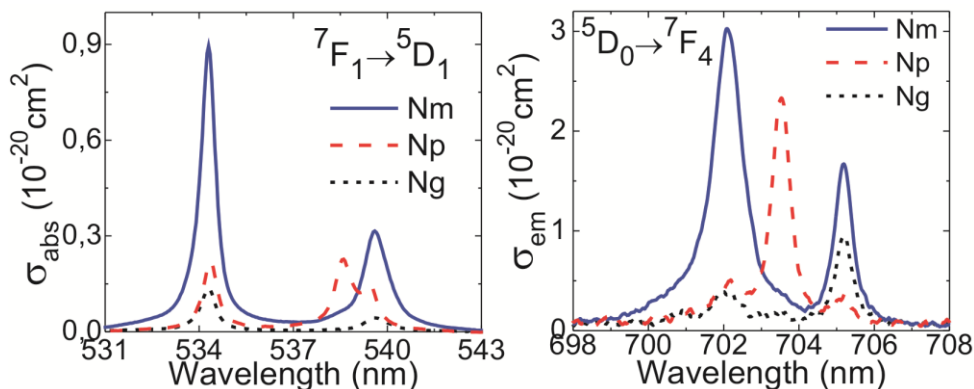 ⁷F₁→⁵D₁
Nm
Np
Ng
σabs (10⁻²⁰cm²)
0,9
0,6
0,3
0,0
531 534 537 540 543
Wavelength (nm)
⁵D₀→⁷F₄
Nm
Np
Ng
σem (10⁻²⁰cm²)
3
2
1
0
698 700 702 704 706 708
Wavelength (nm)